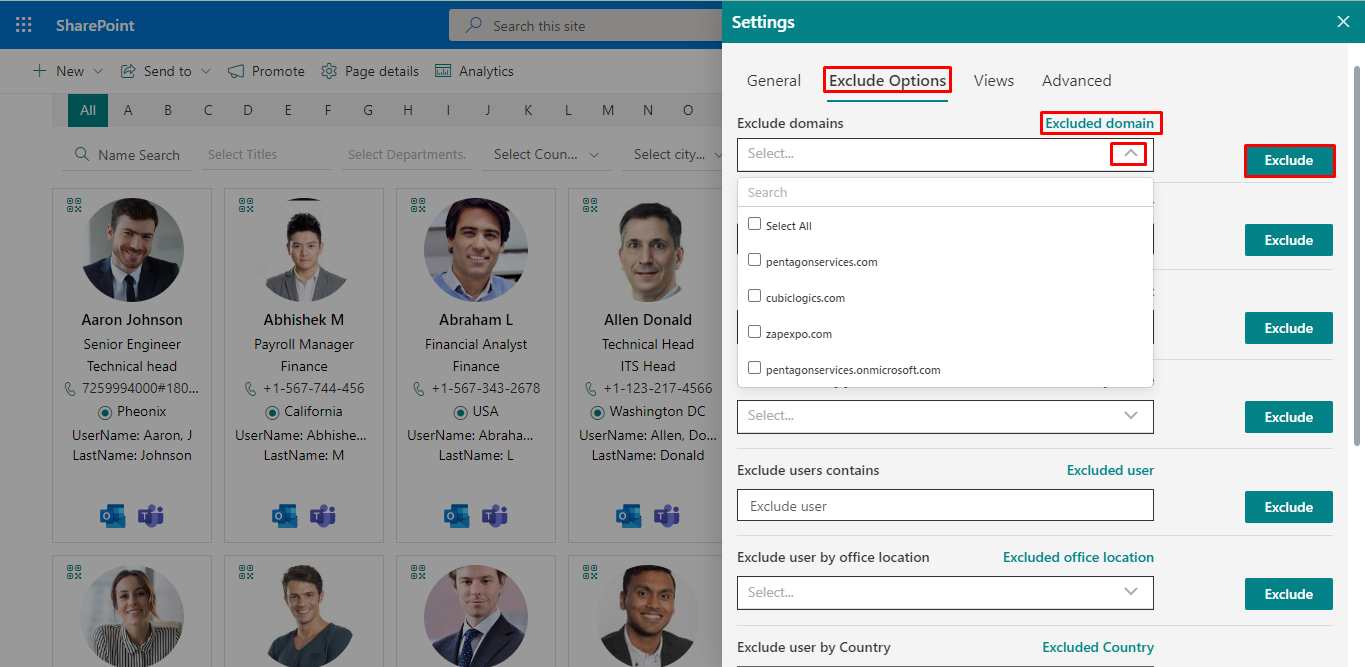 SharePoint
Search this site
New
Send to
Promote
Page details
Analytics
All A B C D E F G H I J K L M N O
Name Search
Select Titles
Select Departments.
Select Coun...
Select city...
Aaron Johnson
Senior Engineer
Technical head
7259994000#180...
Pheonix
UserName: Aaron, J
LastName: Johnson
Abhishek M
Payroll Manager
Finance
+1-567-744-456
California
UserName: Abhishe...
LastName: M
Abraham L
Financial Analyst
Finance
+1-567-343-2678
USA
UserName: Abraha...
LastName: L
Allen Donald
Technical Head
ITS Head
+1-123-217-4566
Washington DC
UserName: Allen, Do...
LastName: Donald
Settings
General
Exclude Options
Views
Advanced
Exclude domains
Excluded domain
Select...
Exclude
Search
Select All
pentagonservices.com
cubiclogics.com
zapexpo.com
pentagonservices.onmicrosoft.com
Exclude
Exclude
Select...
Exclude
Exclude users contains
Excluded user
Exclude user
Exclude
Exclude user by office location
Excluded office location
Select...
Exclude
Exclude user by Country
Excluded Country